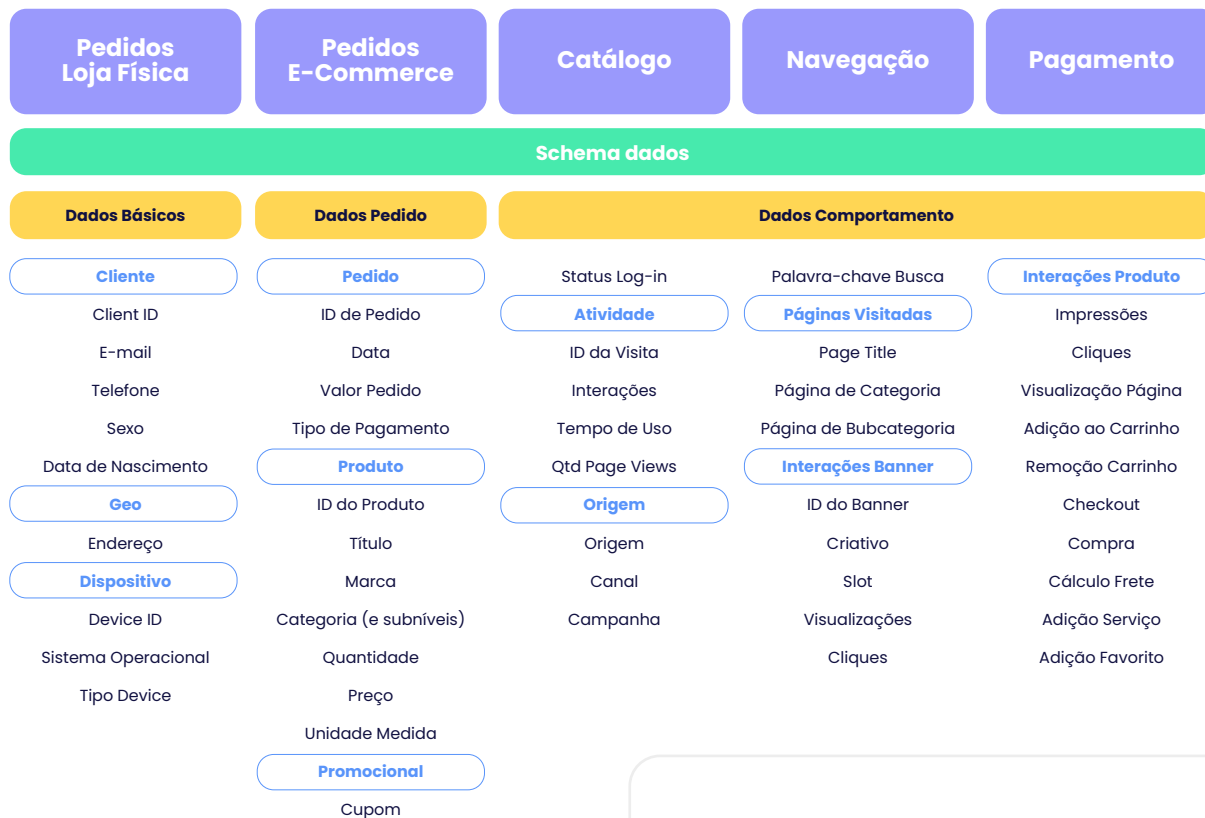 Pedidos
Loja Física
Pedidos
E-Commerce
Catálogo
Navegação
Pagamento
Schema dados
Dados Básicos
Dados Pedido
Dados Comportamento
Cliente
Client ID
E-mail
Telefone
Sexo
Data de Nascimento
Geo
Endereço
Dispositivo
Device ID
Sistema Operacional
Tipo Device
Pedido
ID de Pedido
Data
Valor Pedido
Tipo de Pagamento
Produto
ID do Produto
Título
Marca
Categoria (e subníveis)
Quantidade
Preço
Unidade Medida
Promocional
Cupom
Status Log-in
Atividade
ID da Visita
Interações
Tempo de Uso
Qtd Page Views
Origem
Origem
Canal
Campanha
Palavra-chave Busca
Páginas Visitadas
Page Title
Página de Categoria
Página de Bubcategoria
Interações Banner
ID do Banner
Criativo
Slot
Visualizações
Cliques
Interações Produto
Impressões
Cliques
Visualização Página
Adição ao Carrinho
Remoção Carrinho
Checkout
Compra
Cálculo Frete
Adição Serviço
Adição Favorito